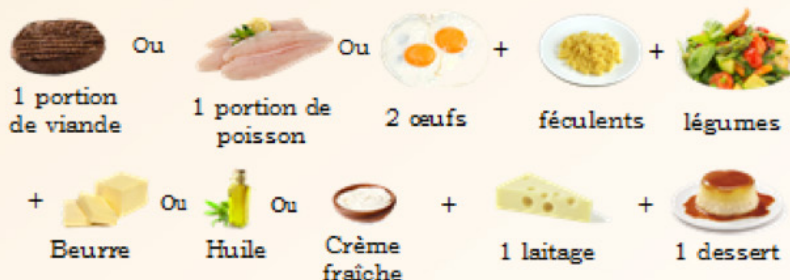 Ou Ou + +
1 portion de viande
1 portion de poisson
2 œufs
féculents
légumes
+ Ou Ou + +
Beurre
Huile
Crème fraîche
1 laitage
1 dessert